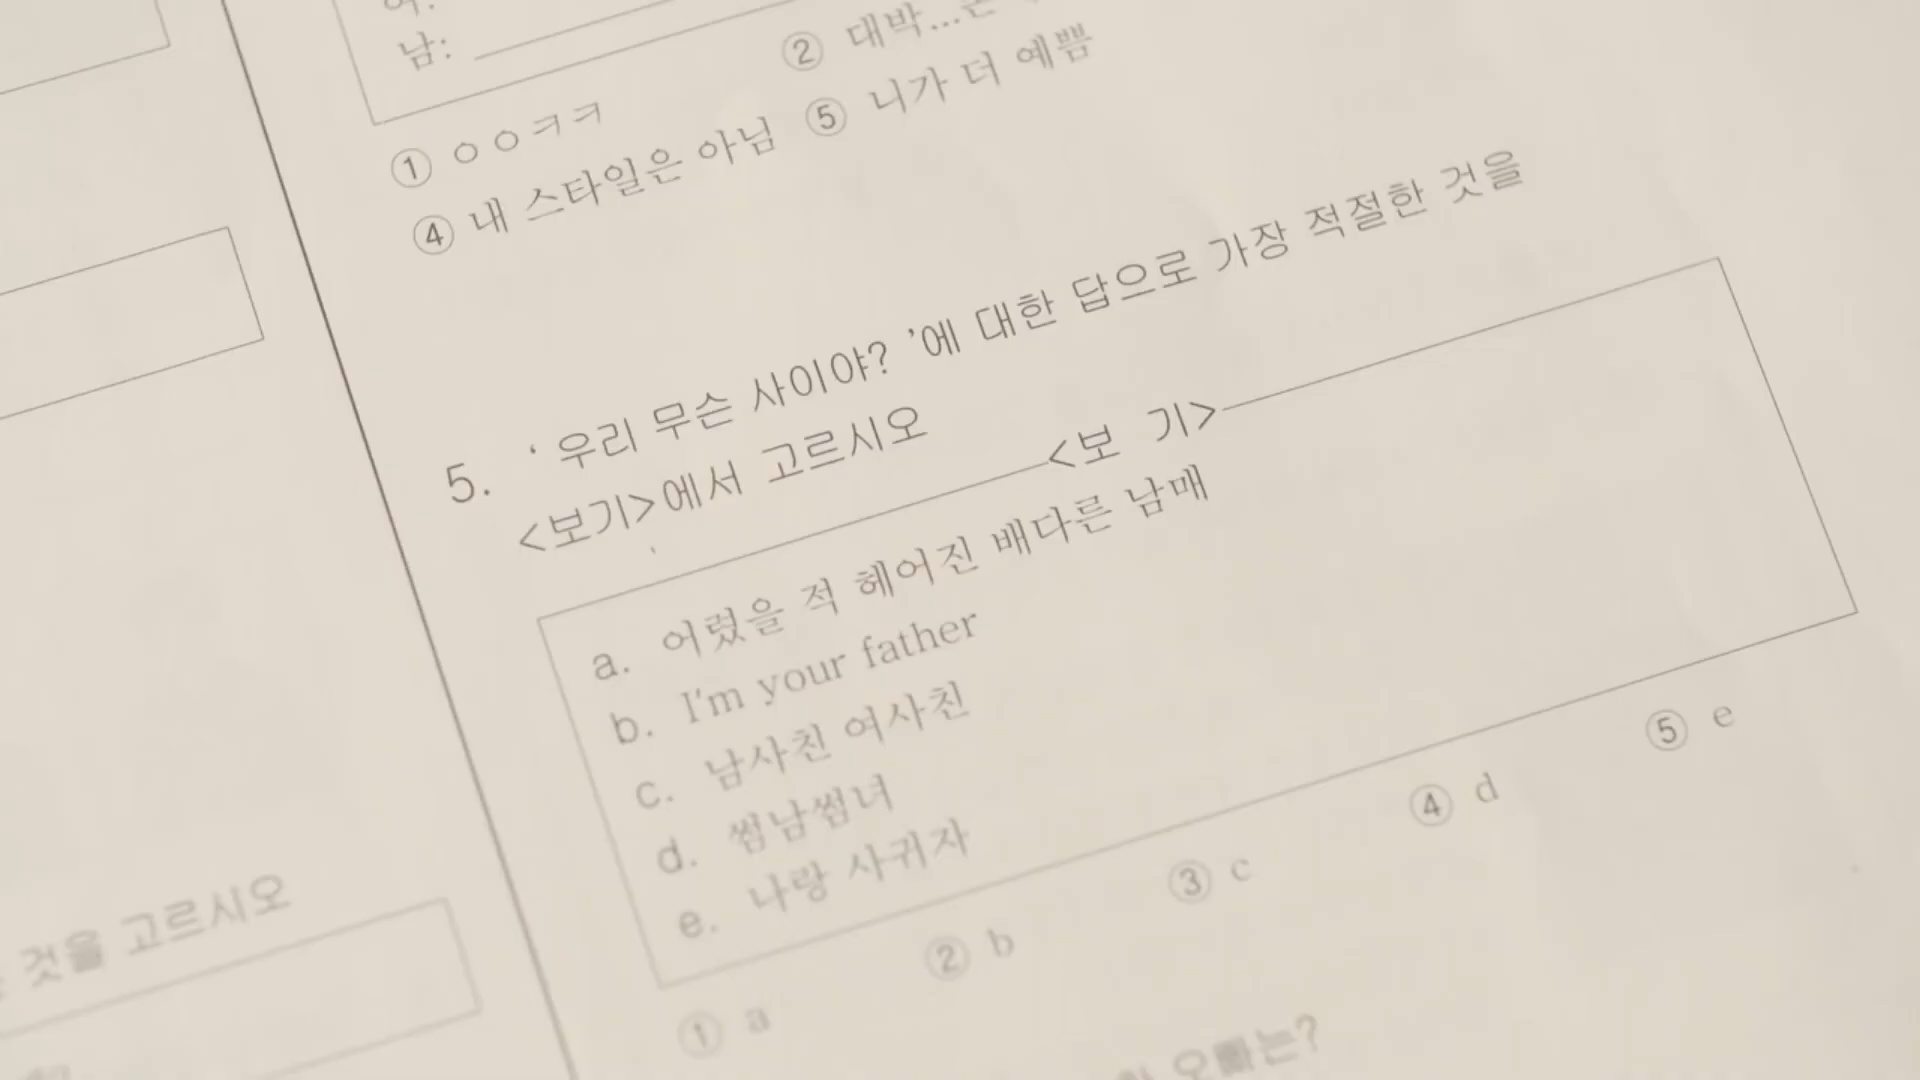 남:
① ㅇㅇㅋㅋ
② 대박...
④ 내 스타일은 아님 ⑤ 니가 더 예쁨
5. ‘ 우리 무슨 사이야? ’에 대한 답으로 가장 적절한 것을
<보기>에서 고르시오
<보 기>
a. 어렸을 적 헤어진 배다른 남매
b. I'm your father
c. 남사친 여사친
d. 썸남썸녀
e. 나랑 사귀자
① a ② b ③ c ④ d ⑤ e
것을 고르시오
오빠는?